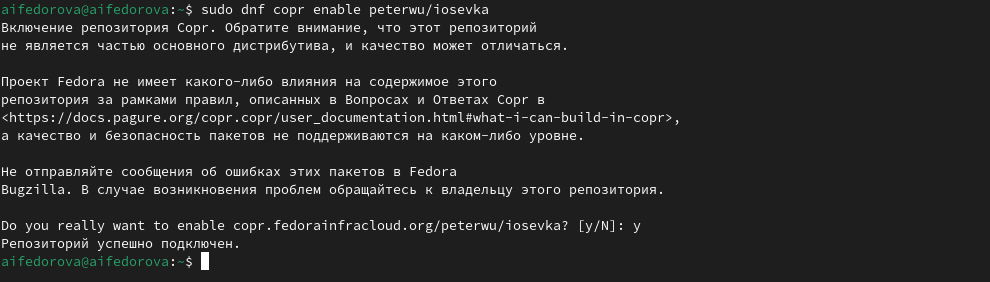 aifedorova@aifedorova:~$ sudo dnf copr enable peterwu/iosevka
Включение репозитория Copr. Обратите внимание, что этот репозиторий
не является частью основного дистрибутива, и качество может отличаться.
Проект Fedora не имеет какого-либо влияния на содержимое этого
репозитория за рамками правил, описанных в Вопросах и Ответах Copr в
<https://docs.pagure.org/copr.copr/user_documentation.html#what-i-can-build-in-copr>,
а качество и безопасность пакетов не поддерживаются на каком-либо уровне.
Не отправляйте сообщения об ошибках этих пакетов в Fedora
Bugzilla. В случае возникновения проблем обращайтесь к владельцу этого репозитория.
Do you really want to enable copr.fedorainfracloud.org/peterwu/iosevka? [y/N]: y
Репозиторий успешно подключен.
aifedorova@aifedorova:~$